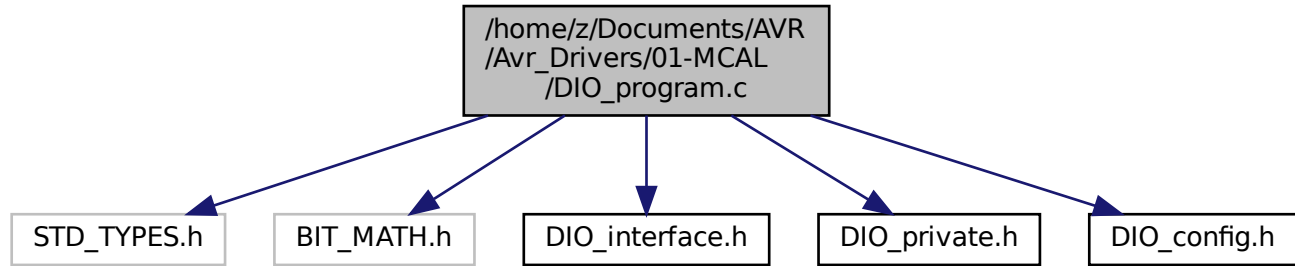 /home/z/Documents/AVR
/Avr_Drivers/01-MCAL
/DIO_program.c
STD_TYPES.h
BIT_MATH.h
DIO_interface.h
DIO_private.h
DIO_config.h